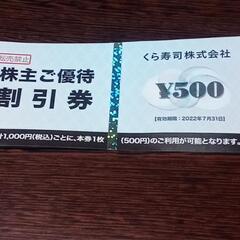 転売禁止
株主ご優待
割引券
くら寿司株式会社
¥500
【有効期限：2022年7月31日】
計1,000円(税込)ごとに、本券1枚
(500円)のご利用が可能となります。